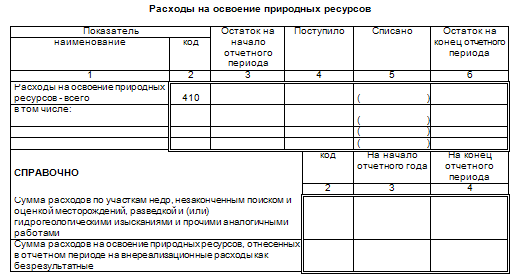 Расходы на освоение природных ресурсов
Показатель
Остаток на начало отчетного периода
Поступило
Списано
Остаток на конец отчетного периода
наименование
код
1 2 3 4 5 6
Расходы на освоение природных
ресурсов - всего 410 ( )
в том числе:
( )
( )
( )
СПРАВОЧНО
код
На начало отчетного года
На конец отчетного периода
2 3 4
Сумма расходов по участкам недр, незаконченным поиском и
оценкой месторождений, разведкой и (или)
гидрогеологическими изысканиями и прочими аналогичными
работами
Сумма расходов на освоение природных ресурсов, отнесенных
в отчетном периоде на внереализационные расходы как
безрезультатные